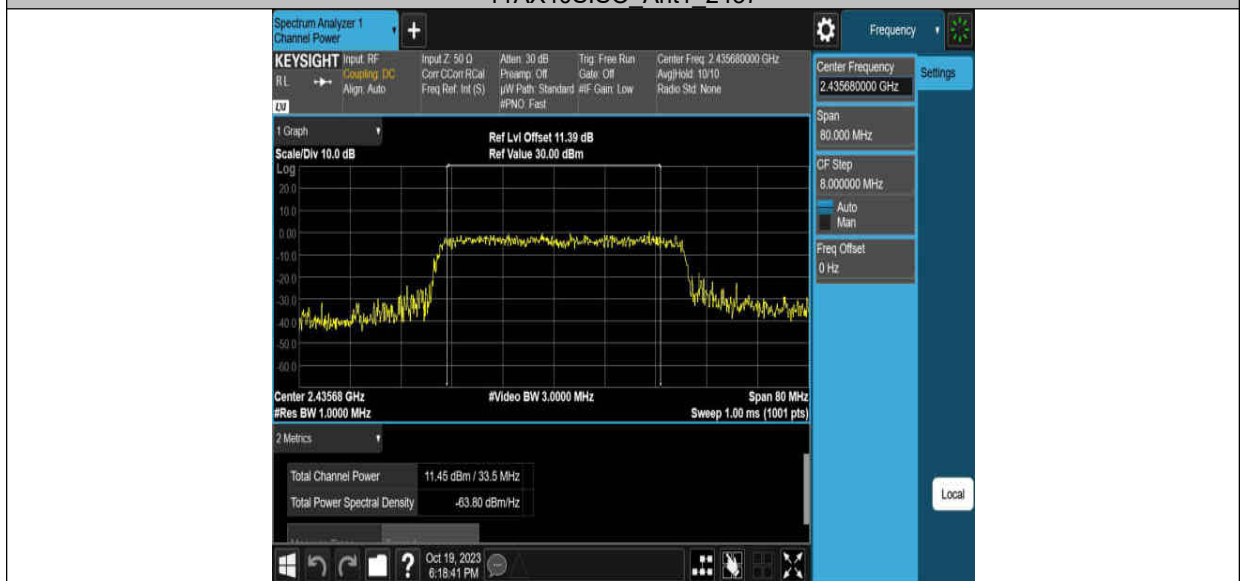 Spectrum Analyzer 1
Channel Power
+
Frequency
KEYSIGHT
RL
LXI
Input: RF
Coupling: DC
Align: Auto
Input Z: 50 Ω
Corr CCorr RCal
Freq Ref: Int (S)
Atten: 30 dB
Preamp: Off
µW Path: Standard
#PNO: Fast
Trig: Free Run
Gate: Off
#IF Gain: Low
Center Freq: 2.435680000 GHz
Avg|Hold: 10/10
Radio Std: None
Center Frequency
2.435680000 GHz
Settings
Span
80.000 MHz
CF Step
8.000000 MHz
Auto
Man
Freq Offset
0 Hz
1 Graph
Scale/Div 10.0 dB
Ref Lvl Offset 11.39 dB
Ref Value 30.00 dBm
Log
20.0
10.0
0.00
-10.0
-20.0
-30.0
-40.0
-50.0
-60.0
Center 2.43568 GHz
#Video BW 3.0000 MHz
Span 80 MHz
#Res BW 1.0000 MHz
Sweep 1.00 ms (1001 pts)
2 Metrics
Total Channel Power 11.45 dBm / 33.5 MHz
Total Power Spectral Density -63.80 dBm/Hz
Local
?
Oct 19, 2023
6:18:41 PM